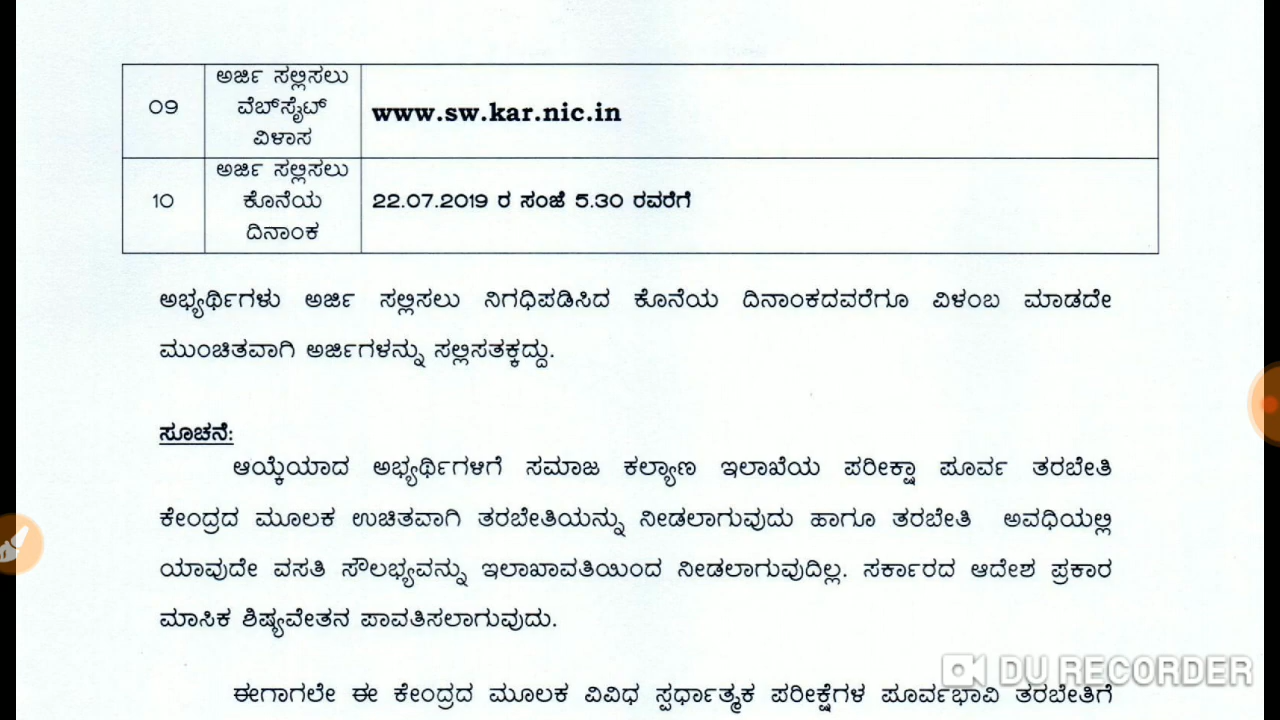 09
ಅರ್ಜಿ ಸಲ್ಲಿಸಲು
ವೆಬ್‌ಸೈಟ್
ವಿಳಾಸ
www.sw.kar.nic.in
10
ಅರ್ಜಿ ಸಲ್ಲಿಸಲು
ಕೊನೆಯ
ದಿನಾಂಕ
22.07.2019 ರ ಸಂಜೆ 5.30 ರವರೆಗೆ
ಅಭ್ಯರ್ಥಿಗಳು ಅರ್ಜಿ ಸಲ್ಲಿಸಲು ನಿಗಧಿಪಡಿಸಿದ ಕೊನೆಯ ದಿನಾಂಕದವರೆಗೂ ವಿಳಂಬ ಮಾಡದೇ
ಮುಂಚಿತವಾಗಿ ಅರ್ಜಿಗಳನ್ನು ಸಲ್ಲಿಸತಕ್ಕದ್ದು.
ಸೂಚನೆ:
ಆಯ್ಕೆಯಾದ ಅಭ್ಯರ್ಥಿಗಳಿಗೆ ಸಮಾಜ ಕಲ್ಯಾಣ ಇಲಾಖೆಯ ಪರೀಕ್ಷಾ ಪೂರ್ವ ತರಬೇತಿ
ಕೇಂದ್ರದ ಮೂಲಕ ಉಚಿತವಾಗಿ ತರಬೇತಿಯನ್ನು ನೀಡಲಾಗುವುದು ಹಾಗೂ ತರಬೇತಿ ಅವಧಿಯಲ್ಲಿ
ಯಾವುದೇ ವಸತಿ ಸೌಲಭ್ಯವನ್ನು ಇಲಾಖಾವತಿಯಿಂದ ನೀಡಲಾಗುವುದಿಲ್ಲ. ಸರ್ಕಾರದ ಆದೇಶ ಪ್ರಕಾರ
ಮಾಸಿಕ ಶಿಷ್ಯವೇತನ ಪಾವತಿಸಲಾಗುವುದು.
ಈಗಾಗಲೇ ಈ ಕೇಂದ್ರದ ಮೂಲಕ ವಿವಿಧ ಸ್ಪರ್ಧಾತ್ಮಕ ಪರೀಕ್ಷೆಗಳ ಪೂರ್ವಭಾವಿ ತರಬೇತಿಗೆ
DU RECORDER